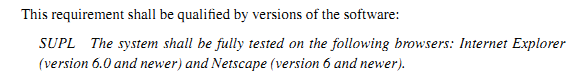 This requirement shall be qualified by versions of the software:
SUPL The system shall be fully tested on the following browsers: Internet Explorer
(version 6.0 and newer) and Netscape (version 6 and newer).